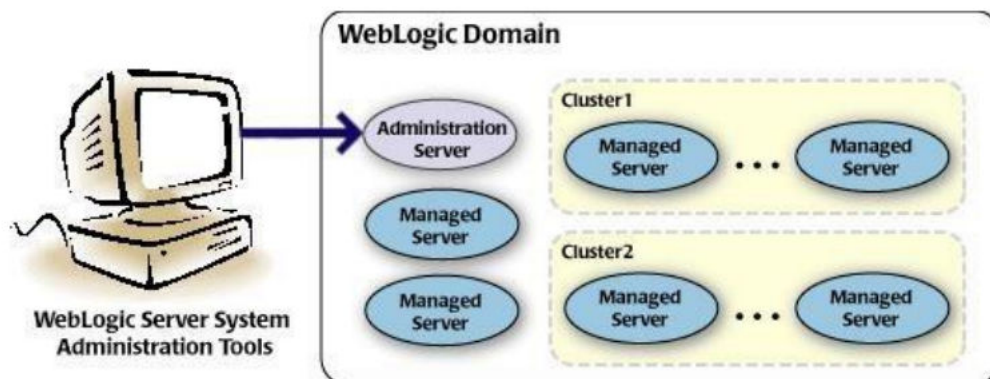 WebLogic Domain
Administration
Server
Managed
Server
Managed
Server
Cluster1
Managed
Server
• • •
Managed
Server
Cluster2
Managed
Server
• • •
Managed
Server
WebLogic Server System
Administration Tools